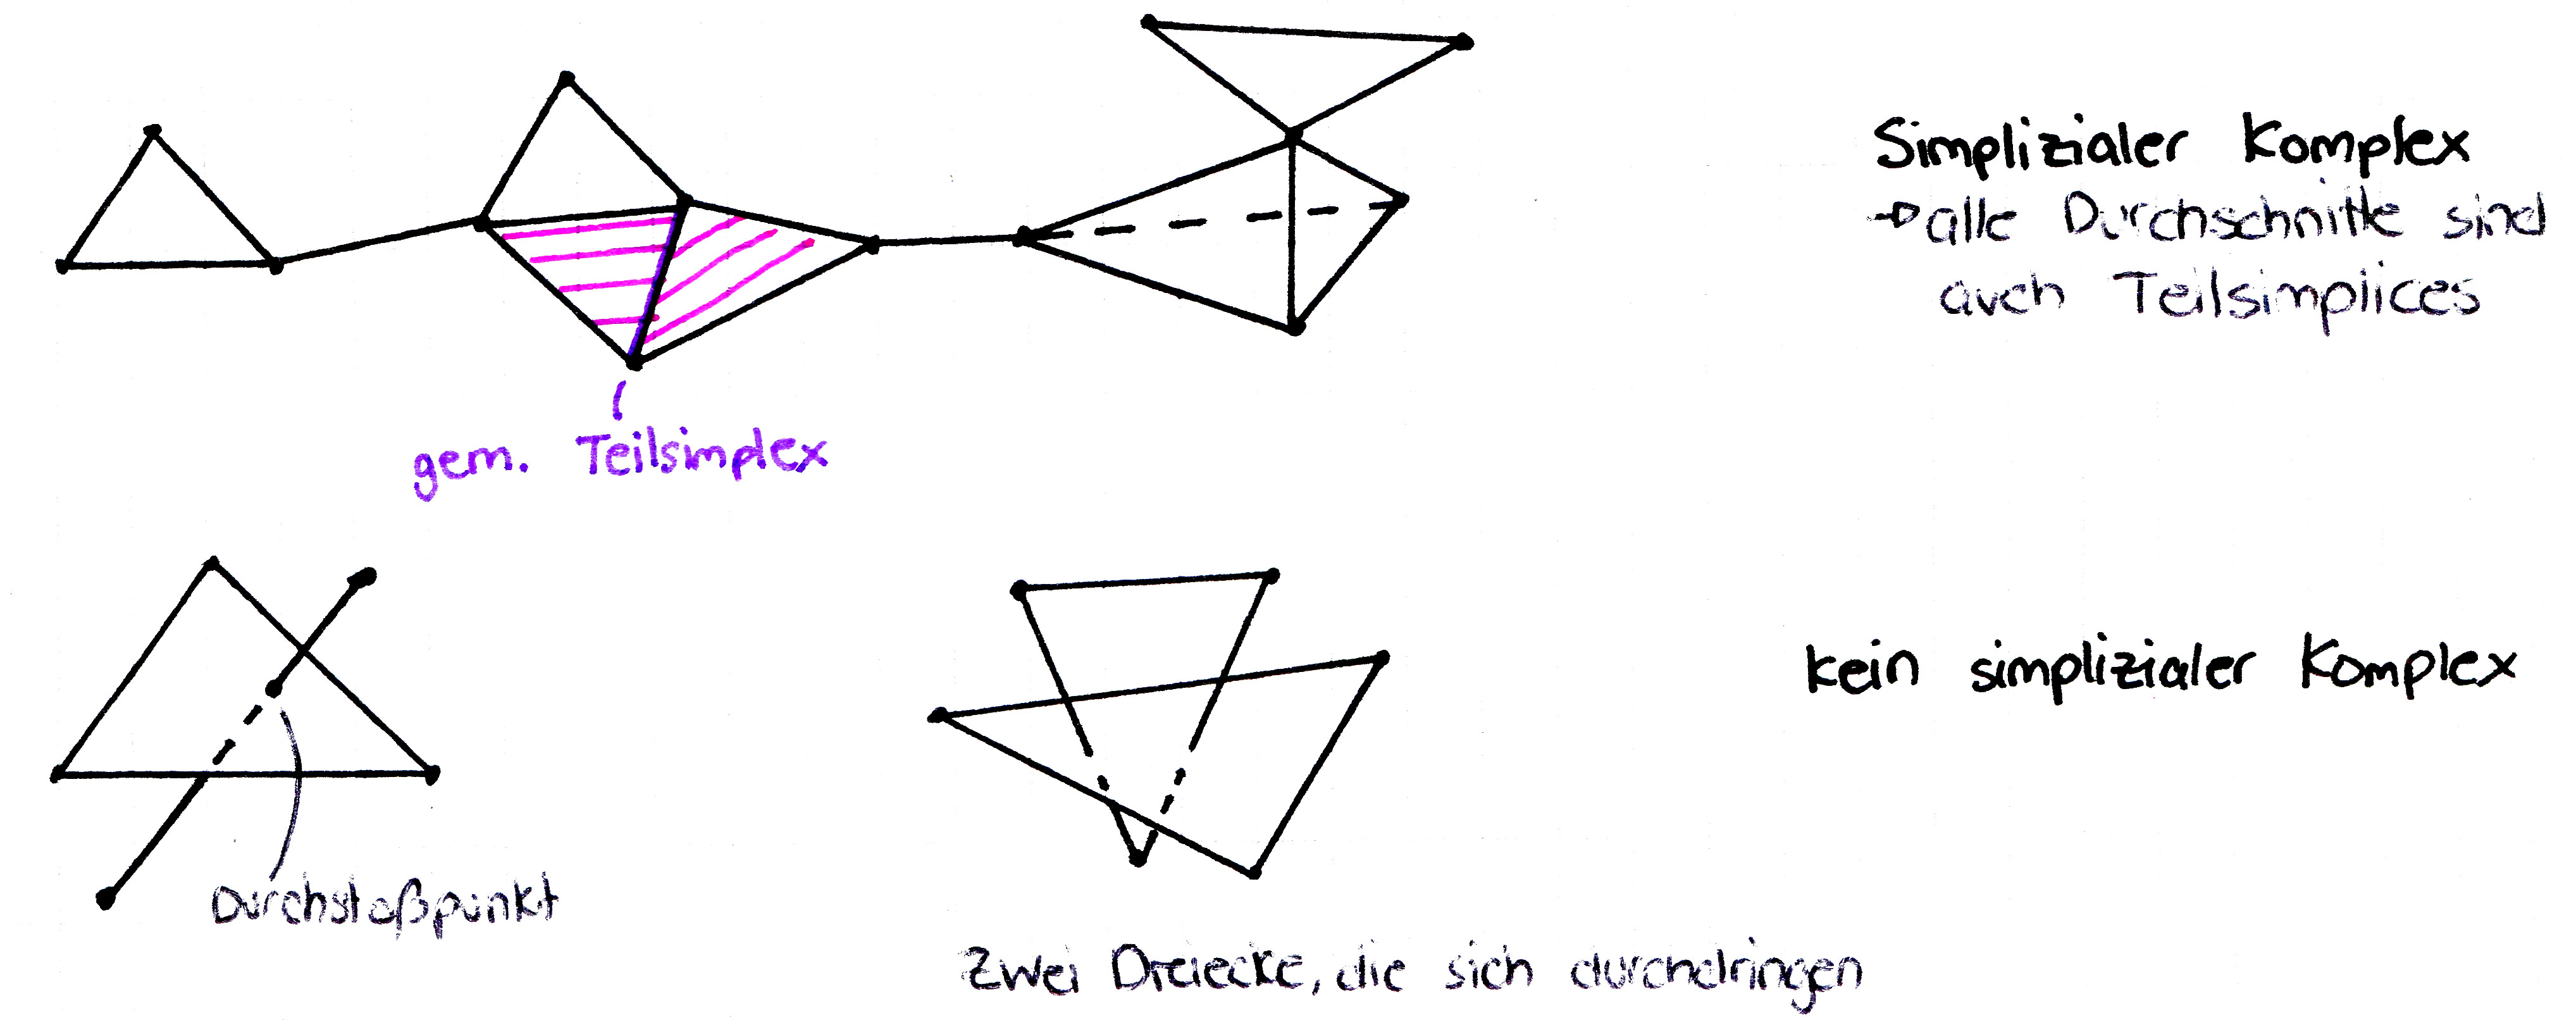 Simplizialer Komplex
→ alle Durchschnitte sind
auch Teilsimplices
gem. Teilsimplex
kein simplizialer Komplex
Durchstoßpunkt
Zwei Dreiecke, die sich durchdringen